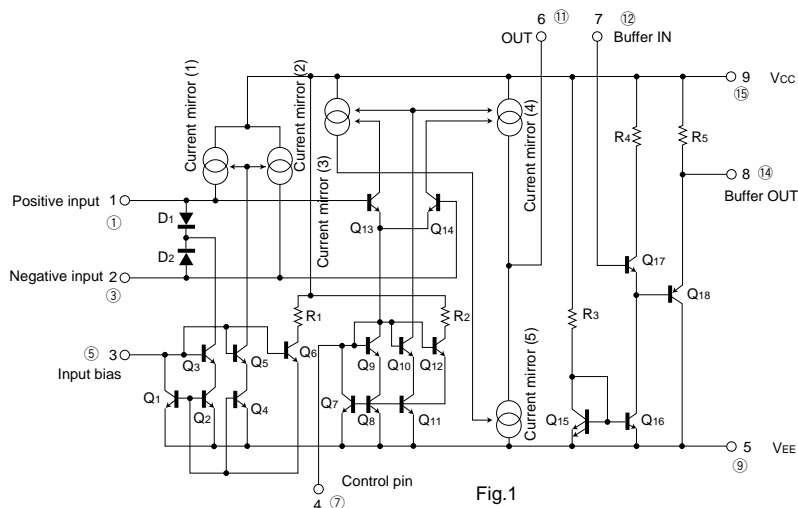 6 ⑪
OUT
7 ⑫
Buffer IN
Current mirror (1)
Current mirror (2)
Current mirror (3)
Current mirror (4)
Current mirror (5)
9 VCC
⑮
R4
R5
8 ⑭
Buffer OUT
Positive input 1
①
D1
D2
Negative input 2
③
Q13
Q14
Q17
Q18
R1
R2
R3
⑤ 3
Input bias
Q3
Q5
Q6
Q9
Q10
Q12
Q1
Q2
Q4
Q7
Q8
Q11
Q15
Q16
5 VEE
⑨
Control pin
4 ⑦
Fig.1